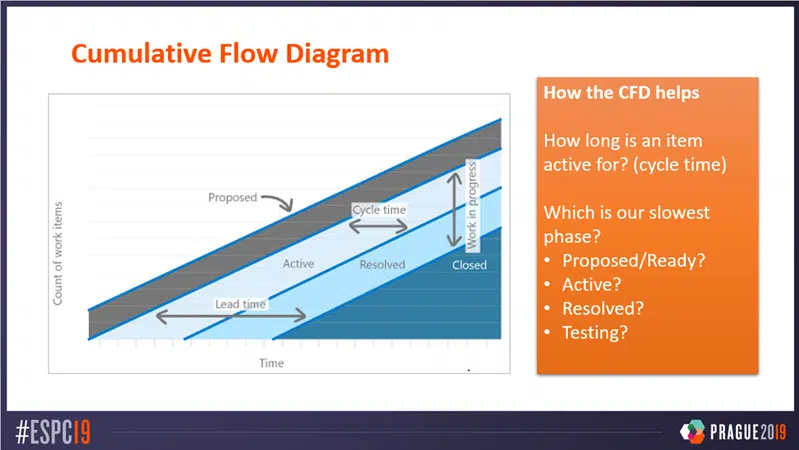 Cumulative Flow Diagram
Count of work items
Proposed
Cycle time
Work in progress
Active
Resolved
Closed
Lead time
Time
How the CFD helps
How long is an item
active for? (cycle time)
Which is our slowest
phase?
• Proposed/Ready?
• Active?
• Resolved?
• Testing?
#ESPC19
PRAGUE2019